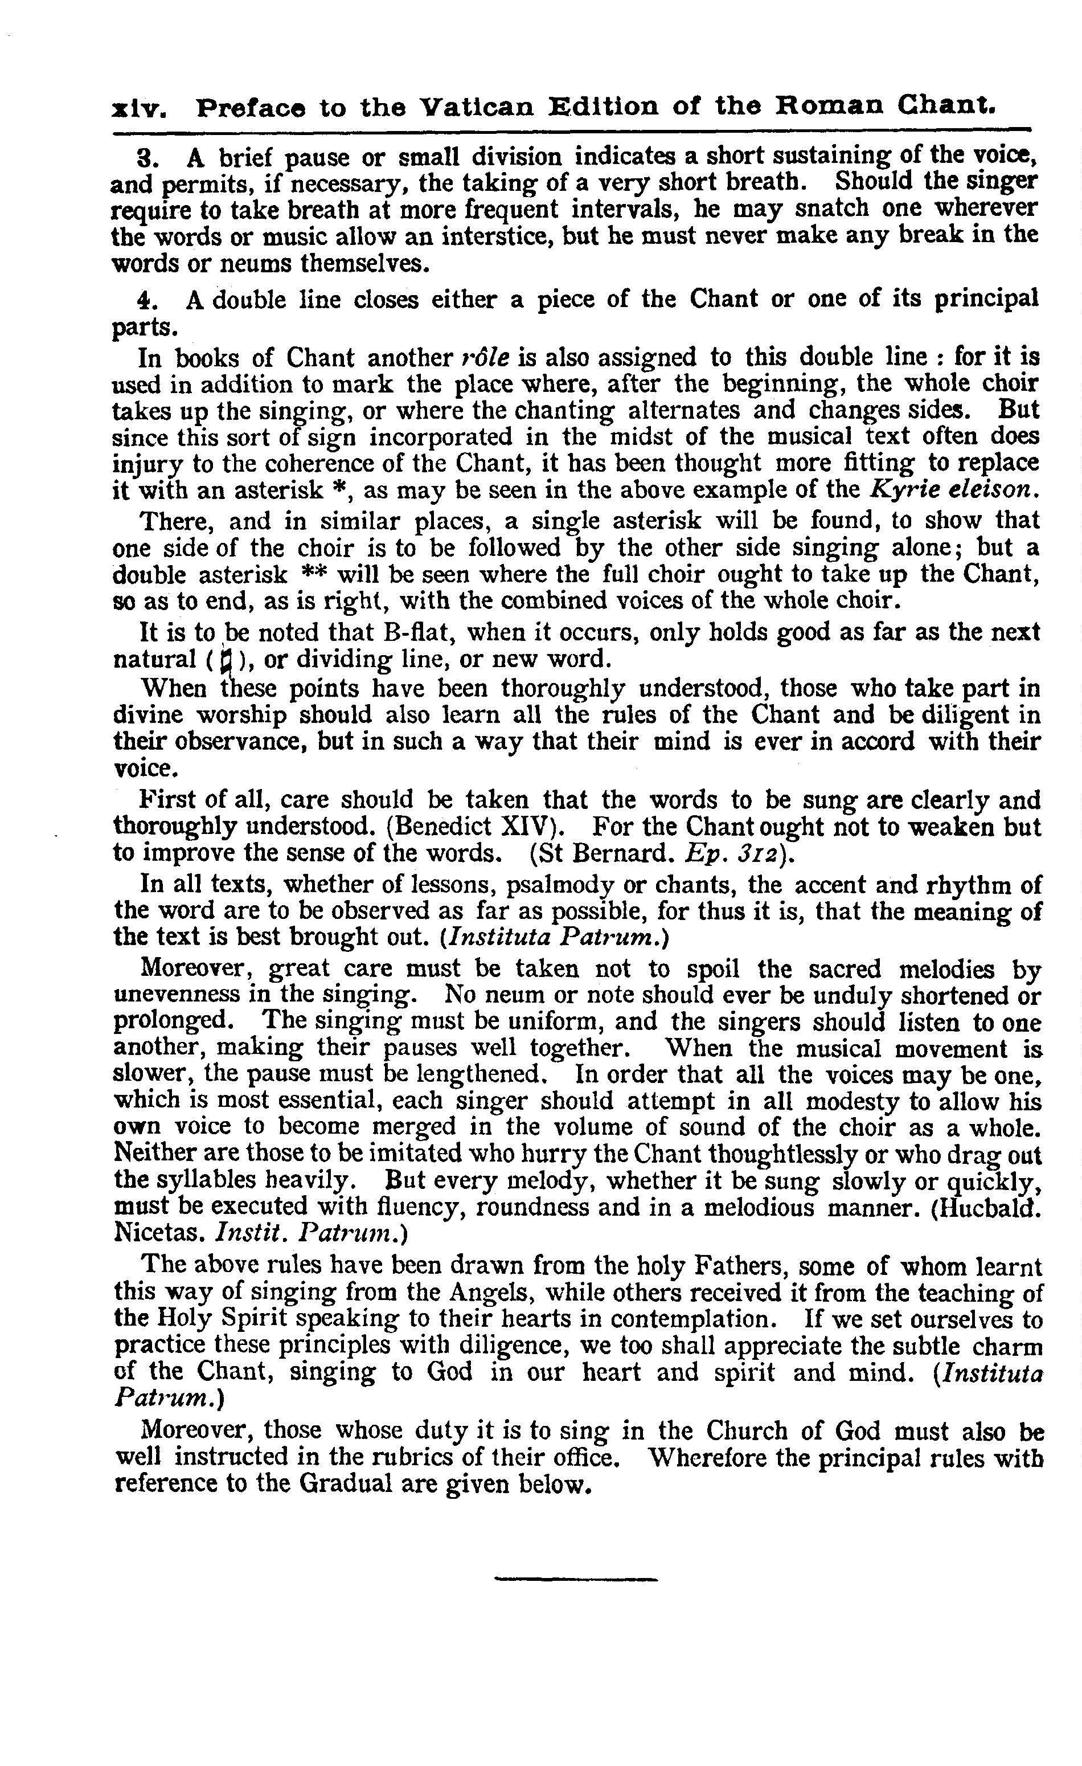 xiv. Preface to the Vatican Edition of the Roman Chant.
3. A brief pause or small division indicates a short sustaining of the voice,
and permits, if necessary, the taking of a very short breath. Should the singer
require to take breath at more frequent intervals, he may snatch one wherever
the words or music allow an interstice, but he must never make any break in the
words or neums themselves.
4. A double line closes either a piece of the Chant or one of its principal
parts.
In books of Chant another rôle is also assigned to this double line : for it is
used in addition to mark the place where, after the beginning, the whole choir
takes up the singing, or where the chanting alternates and changes sides. But
since this sort of sign incorporated in the midst of the musical text often does
injury to the coherence of the Chant, it has been thought more fitting to replace
it with an asterisk *, as may be seen in the above example of the Kyrie eleison.
There, and in similar places, a single asterisk will be found, to show that
one side of the choir is to be followed by the other side singing alone; but a
double asterisk ** will be seen where the full choir ought to take up the Chant,
so as to end, as is right, with the combined voices of the whole choir.
It is to be noted that B-flat, when it occurs, only holds good as far as the next
natural (♮), or dividing line, or new word.
When these points have been thoroughly understood, those who take part in
divine worship should also learn all the rules of the Chant and be diligent in
their observance, but in such a way that their mind is ever in accord with their
voice.
First of all, care should be taken that the words to be sung are clearly and
thoroughly understood. (Benedict XIV). For the Chant ought not to weaken but
to improve the sense of the words. (St Bernard. Ep. 312).
In all texts, whether of lessons, psalmody or chants, the accent and rhythm of
the word are to be observed as far as possible, for thus it is, that the meaning of
the text is best brought out. (Instituta Patrum.)
Moreover, great care must be taken not to spoil the sacred melodies by
unevenness in the singing. No neum or note should ever be unduly shortened or
prolonged. The singing must be uniform, and the singers should listen to one
another, making their pauses well together. When the musical movement is
slower, the pause must be lengthened. In order that all the voices may be one,
which is most essential, each singer should attempt in all modesty to allow his
own voice to become merged in the volume of sound of the choir as a whole.
Neither are those to be imitated who hurry the Chant thoughtlessly or who drag out
the syllables heavily. But every melody, whether it be sung slowly or quickly,
must be executed with fluency, roundness and in a melodious manner. (Hucbald.
Nicetas. Instit. Patrum.)
The above rules have been drawn from the holy Fathers, some of whom learnt
this way of singing from the Angels, while others received it from the teaching of
the Holy Spirit speaking to their hearts in contemplation. If we set ourselves to
practice these principles with diligence, we too shall appreciate the subtle charm
of the Chant, singing to God in our heart and spirit and mind. (Instituta
Patrum.)
Moreover, those whose duty it is to sing in the Church of God must also be
well instructed in the rubrics of their office. Wherefore the principal rules with
reference to the Gradual are given below.